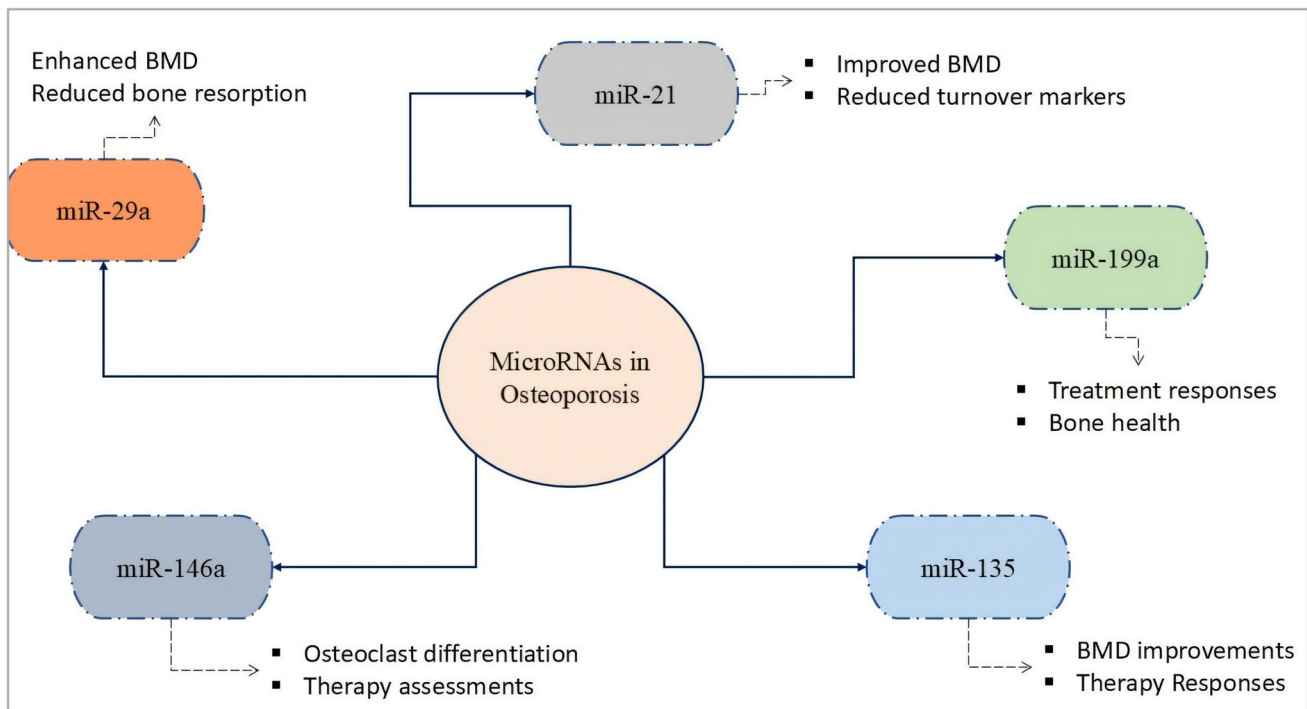 Enhanced BMD
Reduced bone resorption
miR-29a
miR-21
▪ Improved BMD
▪ Reduced turnover markers
miR-199a
▪ Treatment responses
▪ Bone health
MicroRNAs in
Osteoporosis
miR-146a
▪ Osteoclast differentiation
▪ Therapy assessments
miR-135
▪ BMD improvements
▪ Therapy Responses